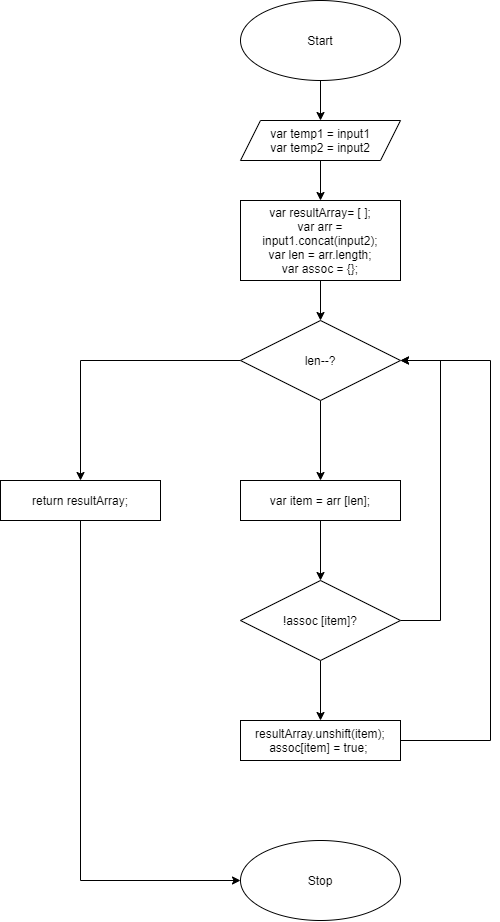 Start
var temp1 = input1
var temp2 = input2
var resultArray= [ ];
var arr =
input1.concat(input2);
var len = arr.length;
var assoc = {};
len--?
return resultArray;
var item = arr [len];
!assoc [item]?
resultArray.unshift(item);
assoc[item] = true;
Stop